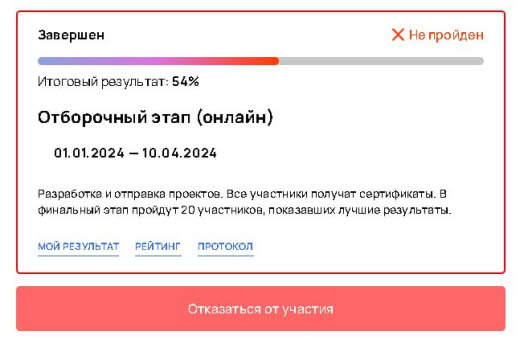 Завершен
Не пройден
Итоговый результат: 54%
Отборочный этап (онлайн)
01.01.2024 — 10.04.2024
Разработка и отправка проектов. Все участники получат сертификаты. В
финальный этап пройдут 20 участников, показавших лучшие результаты.
МОЙ РЕЗУЛЬТАТ РЕЙТИНГ ПРОТОКОЛ
Отказаться от участия